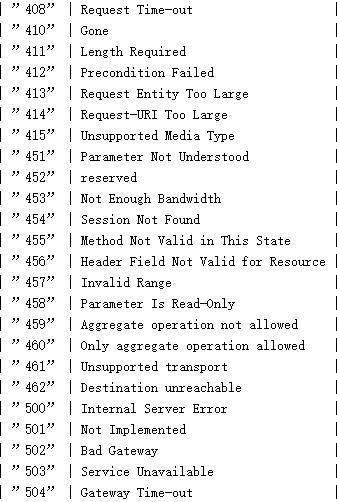 | ”408” | Request Time-out |
| ”410” | Gone |
| ”411” | Length Required |
| ”412” | Precondition Failed |
| ”413” | Request Entity Too Large |
| ”414” | Request-URI Too Large |
| ”415” | Unsupported Media Type |
| ”451” | Parameter Not Understood |
| ”452” | reserved |
| ”453” | Not Enough Bandwidth |
| ”454” | Session Not Found |
| ”455” | Method Not Valid in This State |
| ”456” | Header Field Not Valid for Resource |
| ”457” | Invalid Range |
| ”458” | Parameter Is Read-Only |
| ”459” | Aggregate operation not allowed |
| ”460” | Only aggregate operation allowed |
| ”461” | Unsupported transport |
| ”462” | Destination unreachable |
| ”500” | Internal Server Error |
| ”501” | Not Implemented |
| ”502” | Bad Gateway |
| ”503” | Service Unavailable |
| ”504” | Gateway Time-out |